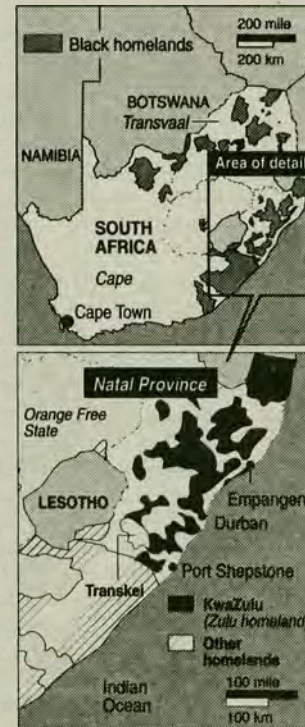 200 mile
200 km
Black homelands
BOTSWANA
Transvaal
NAMIBIA
Area of detail
SOUTH
AFRICA
Cape
Cape Town
Natal Province
Orange Free
State
LESOTHO
Empangen
Durban
Port Shepstone
Transkei
KwaZulu
(Zulu homeland)
Other
homelands
Indian
Ocean
100 mile
100 km